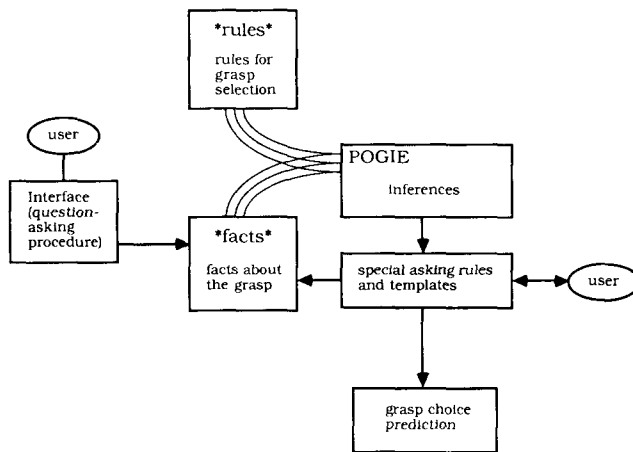 *rules*
rules for
grasp
selection
user
POGIE
inferences
Interface
(question-
asking
procedure)
*facts*
facts about
the grasp
special asking rules
and templates
user
grasp choice
prediction